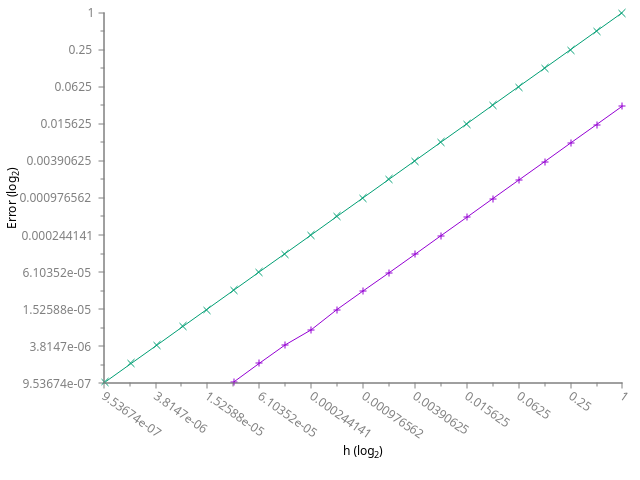 1
0.25
0.0625
0.015625
0.00390625
0.000976562
0.000244141
6.10352e-05
1.52588e-05
3.8147e-06
9.53674e-07
Error (log₂)
9.53674e-07
3.8147e-06
1.52588e-05
6.10352e-05
0.000244141
0.000976562
0.00390625
0.015625
0.0625
0.25
1
h (log₂)